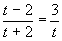 (t − 2)/(t + 2) = 3/t